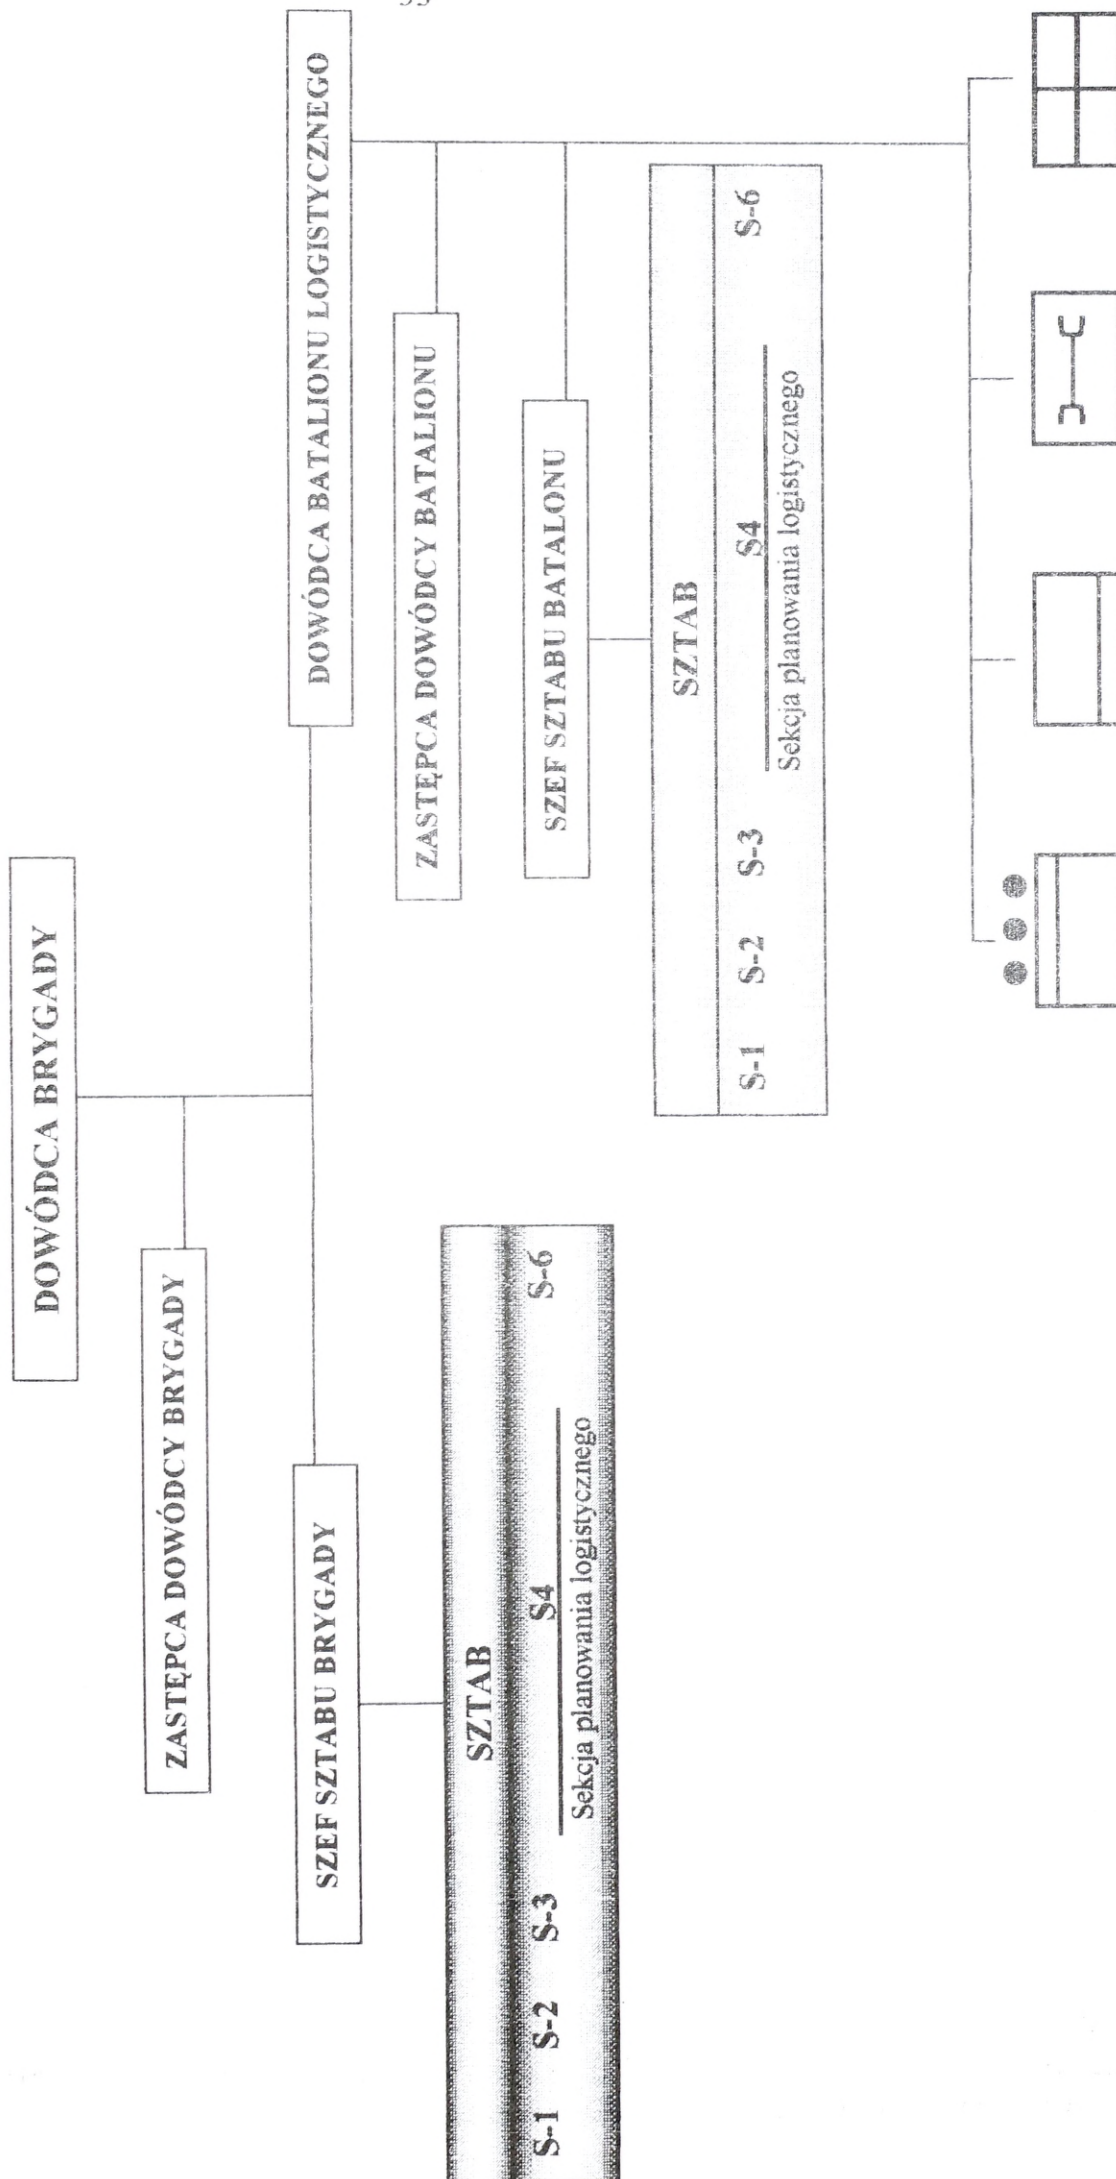 DOWÓDCA BRYGADY
ZASTĘPCA DOWÓDCY BRYGADY
SZEF SZTABU BRYGADY
DOWÓDCA BATALIONU LOGISTYCZNEGO
SZTAB
S-1 S-2 S-3 S4 S-6
Sekcja planowania logistycznego
ZASTĘPCA DOWÓDCY BATALIONU
SZEF SZTABU BATALONU
SZTAB
S-1 S-2 S-3 S4 S-6
Sekcja planowania logistycznego